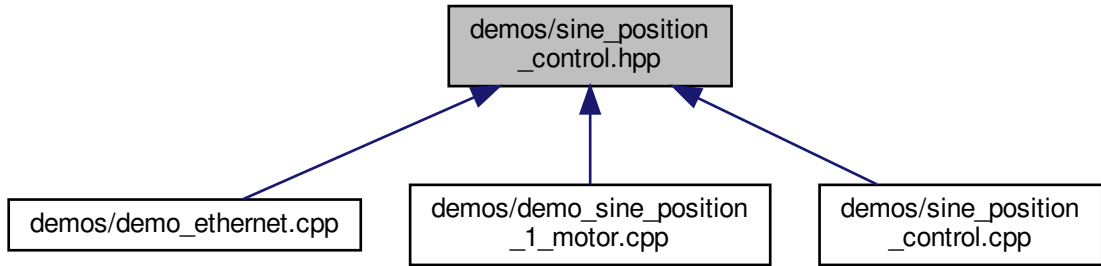 demos/sine_position
_control.hpp
demos/demo_ethernet.cpp
demos/demo_sine_position
_1_motor.cpp
demos/sine_position
_control.cpp